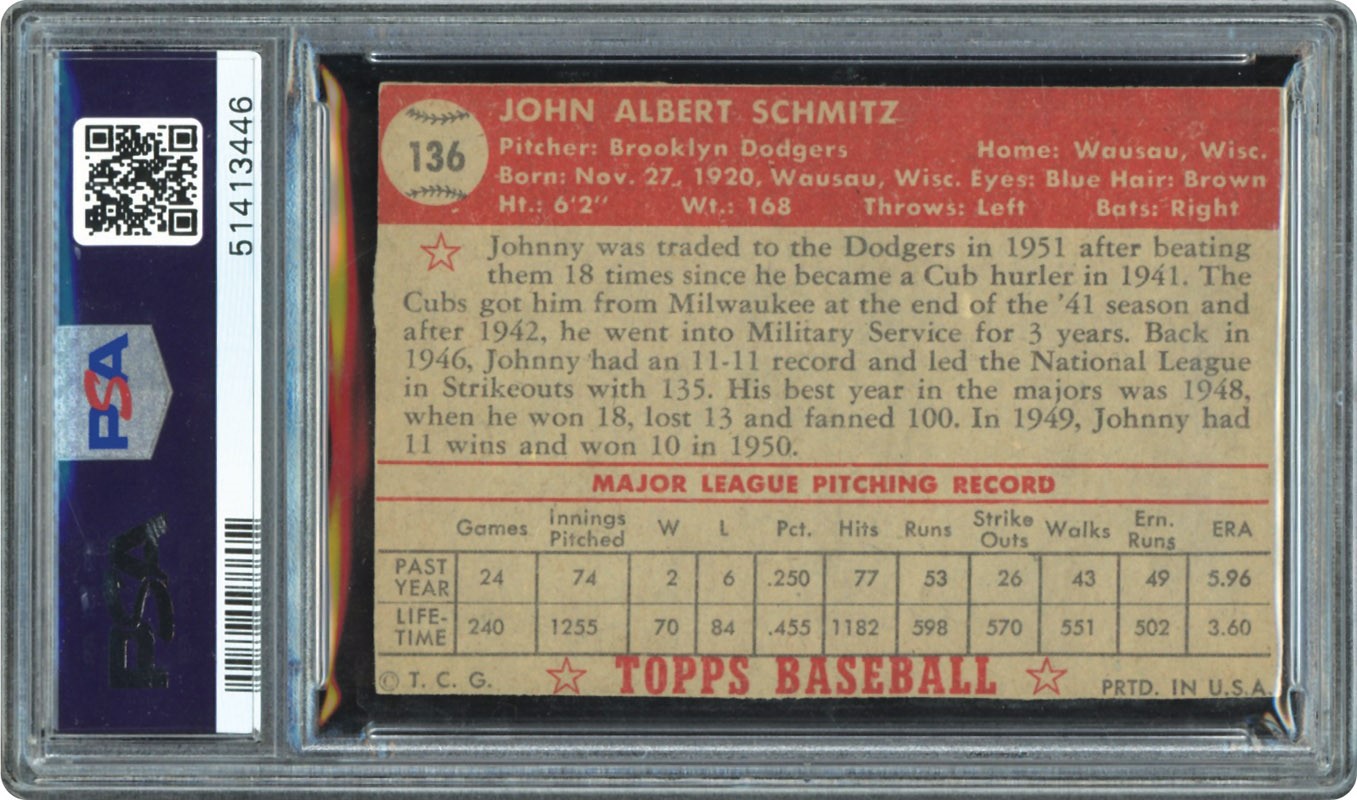 51413446
PSA
PSA
136
JOHN ALBERT SCHMITZ
Pitcher: Brooklyn Dodgers Home: Wausau, Wisc.
Born: Nov. 27, 1920, Wausau, Wisc. Eyes: Blue Hair: Brown
Ht.: 6'2" Wt.: 168 Throws: Left Bats: Right
Johnny was traded to the Dodgers in 1951 after beating
them 18 times since he became a Cub hurler in 1941. The
Cubs got him from Milwaukee at the end of the '41 season and
after 1942, he went into Military Service for 3 years. Back in
1946, Johnny had an 11-11 record and led the National League
in Strikeouts with 135. His best year in the majors was 1948,
when he won 18, lost 13 and fanned 100. In 1949, Johnny had
11 wins and won 10 in 1950.
MAJOR LEAGUE PITCHING RECORD
Games Innings Pitched W L Pct. Hits Runs Strike Outs Walks Ern. Runs ERA
PAST YEAR 24 74 2 6 .250 77 53 26 43 49 5.96
LIFE-TIME 240 1255 70 84 .455 1182 598 570 551 502 3.60
© T. C. G. TOPPS BASEBALL PRTD. IN U.S.A.